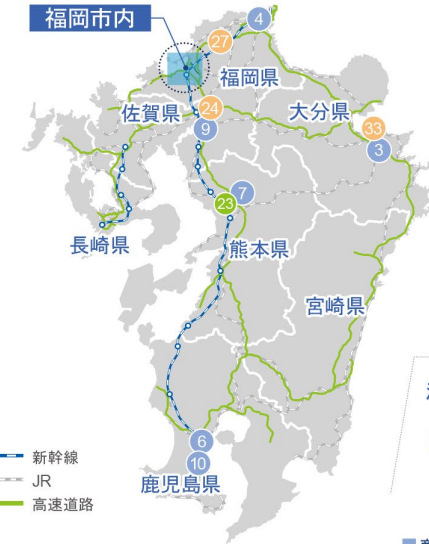 福岡市内
4
27
福岡県
佐賀県
24
大分県
33
9
3
7
23
長崎県
熊本県
宮崎県
6
新幹線
10
JR
鹿児島県
高速道路